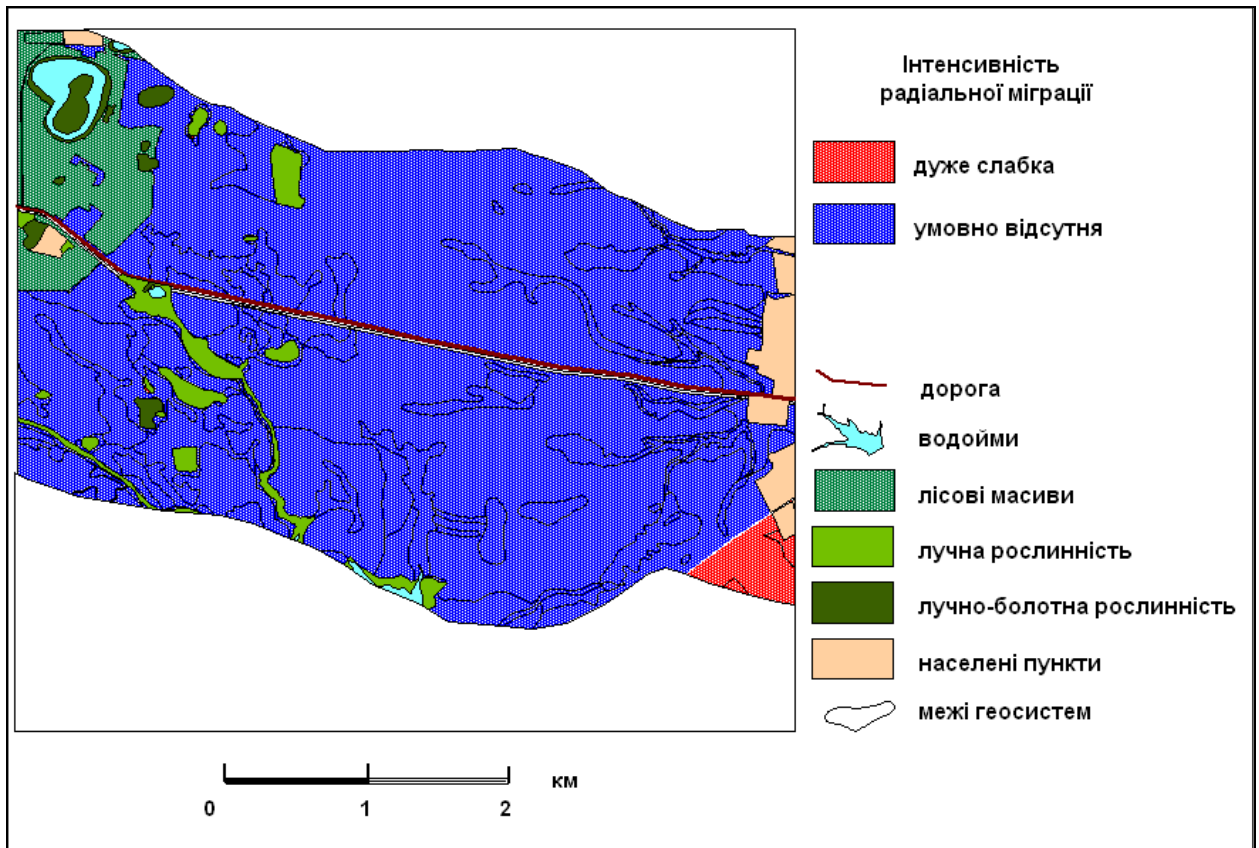 Інтенсивність
радіальної міграції
дуже слабка
умовно відсутня
дорога
водойми
лісові масиви
лучна рослинність
лучно-болотна рослинність
населені пункти
межі геосистем
км
0 1 2